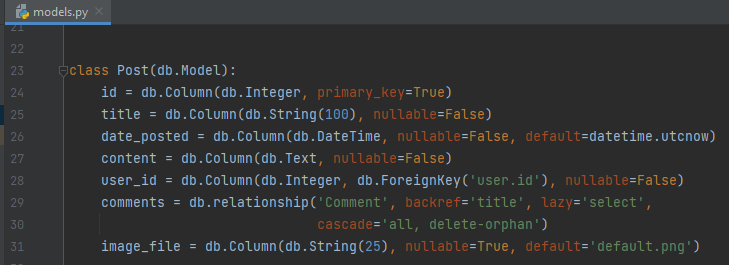 models.py
21
22
23 class Post(db.Model):
24 id = db.Column(db.Integer, primary_key=True)
25 title = db.Column(db.String(100), nullable=False)
26 date_posted = db.Column(db.DateTime, nullable=False, default=datetime.utcnow)
27 content = db.Column(db.Text, nullable=False)
28 user_id = db.Column(db.Integer, db.ForeignKey('user.id'), nullable=False)
29 comments = db.relationship('Comment', backref='title', lazy='select',
30 cascade='all, delete-orphan')
31 image_file = db.Column(db.String(25), nullable=True, default='default.png')